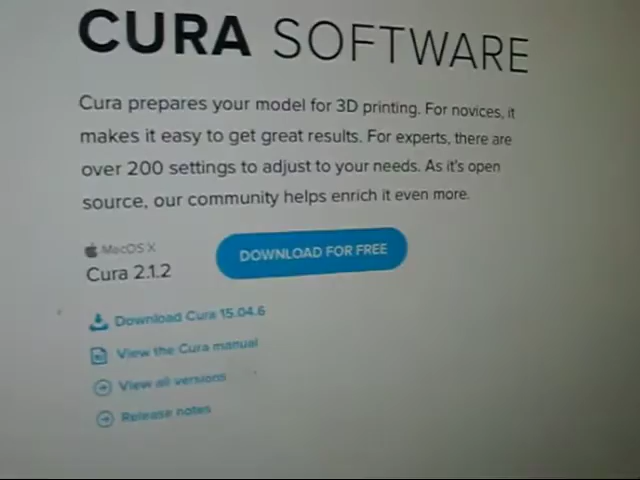 CURA SOFTWARE
Cura prepares your model for 3D printing. For novices, it
makes it easy to get great results. For experts, there are
over 200 settings to adjust to your needs. As it's open
source, our community helps enrich it even more.
MacOS X
Cura 2.1.2
DOWNLOAD FOR FREE
Download Cura 15.04.6
View the Cura manual
View all versions
Release notes